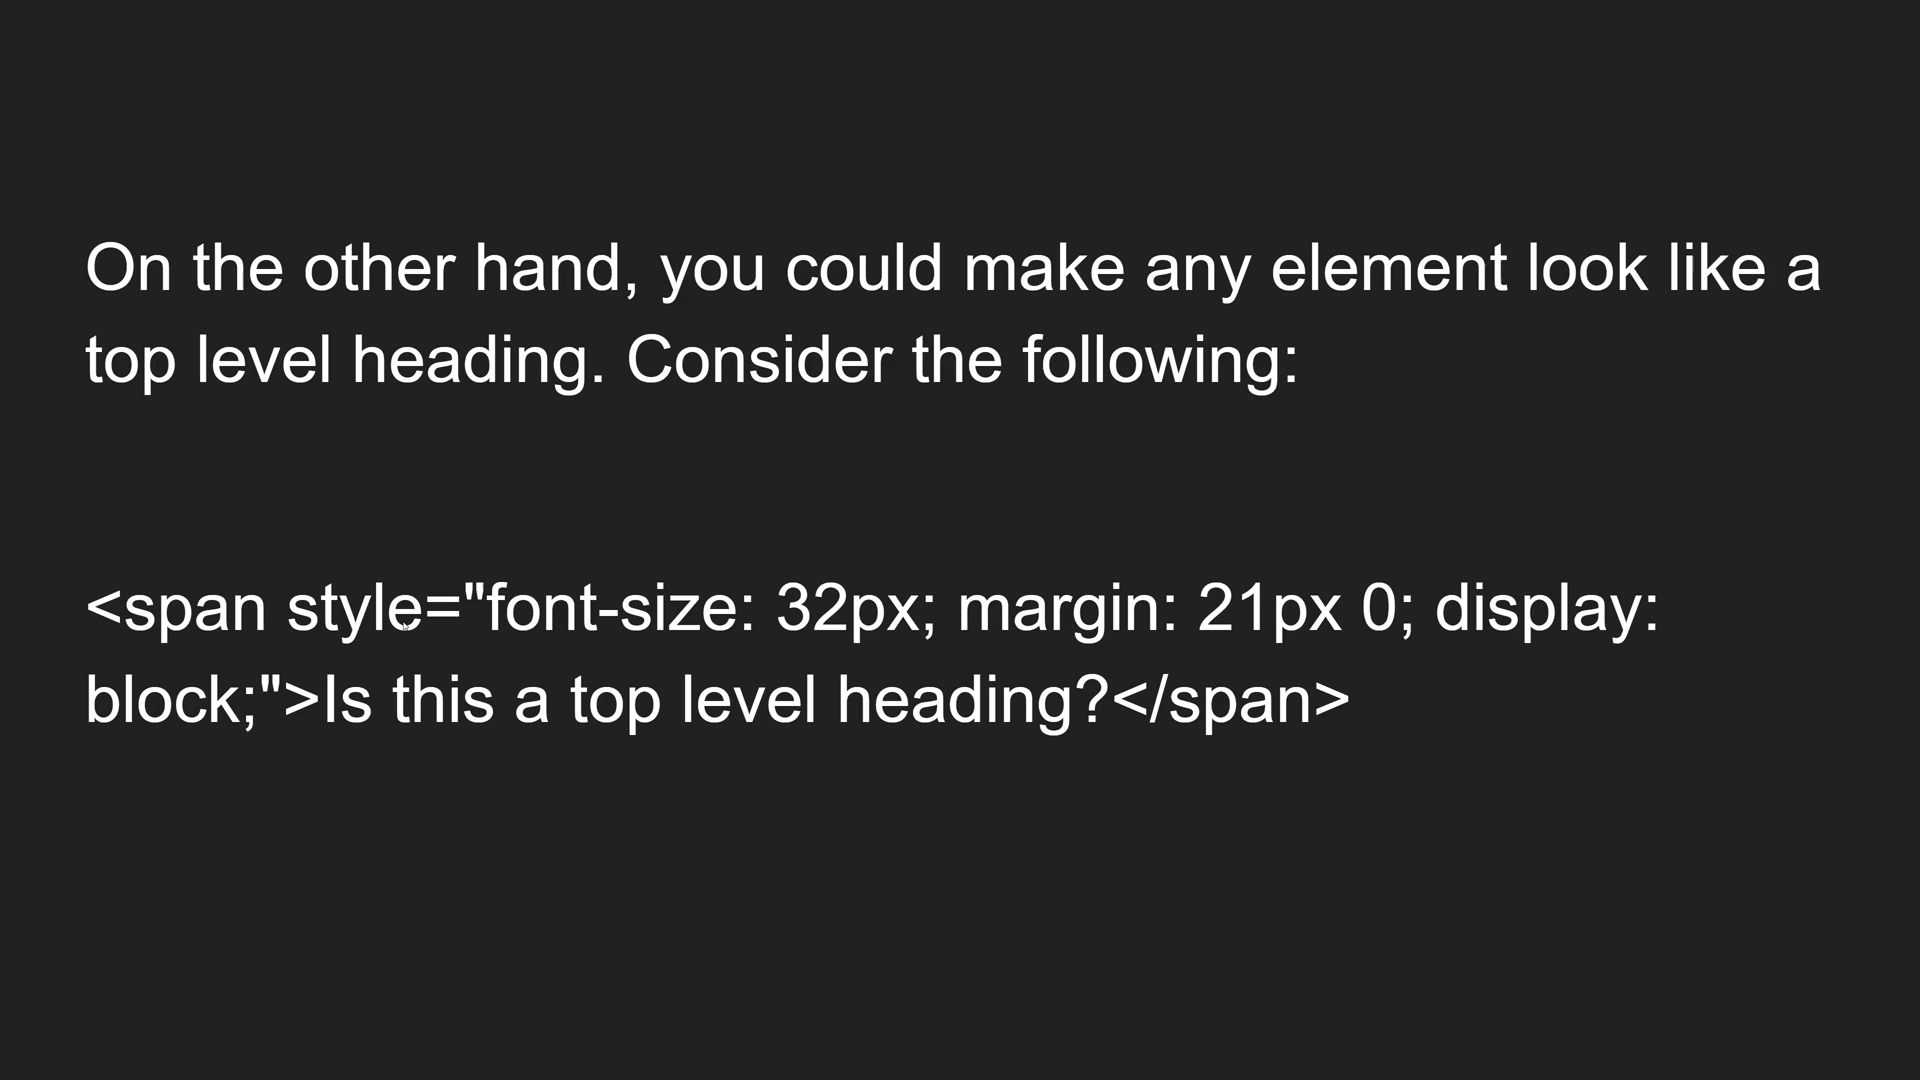 On the other hand, you could make any element look like a
top level heading. Consider the following:
<span style="font-size: 32px; margin: 21px 0; display:
block;">Is this a top level heading?</span>